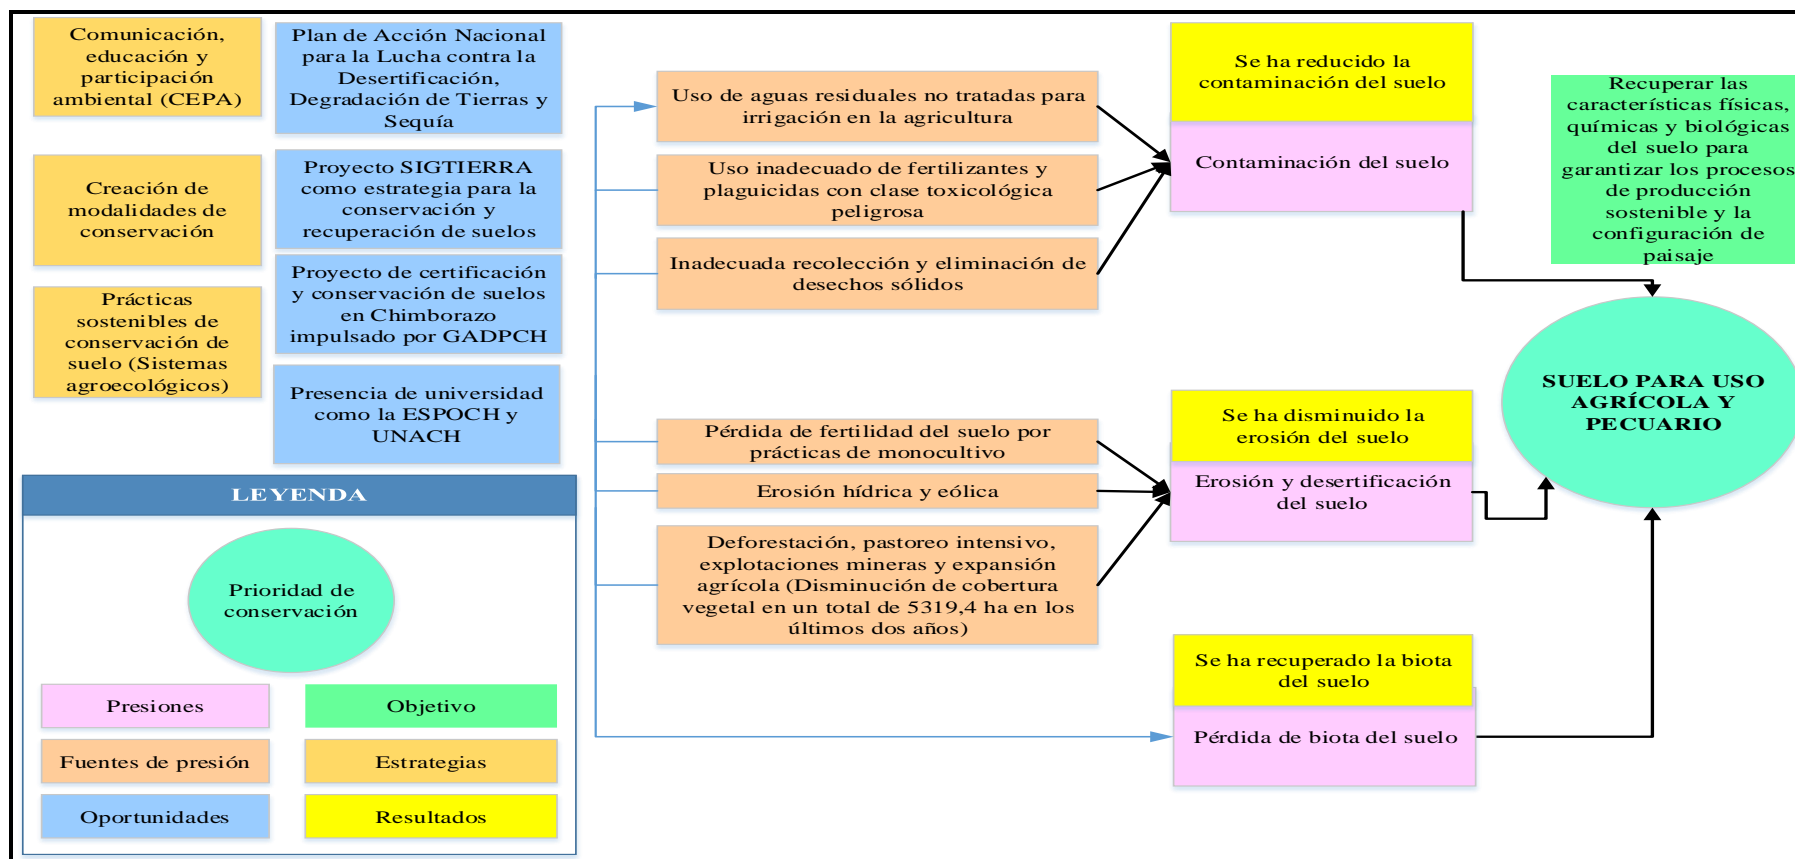 Comunicación,
educación y
participación
ambiental (CEPA)
Creación de
modalidades de
conservación
Prácticas
sostenibles de
conservación de
suelo (Sistemas
agroecológicos)
Plan de Acción Nacional
para la Lucha contra la
Desertificación,
Degradación de Tierras y
Sequía
Proyecto SIGTIERRA
como estrategia para la
conservación y
recuperación de suelos
Proyecto de certificación
y conservación de suelos
en Chimborazo
impulsado por GADPCH
Presencia de universidad
como la ESPOCH y
UNACH
LEYENDA
Prioridad de
conservación
Presiones
Objetivo
Fuentes de presión
Estrategias
Oportunidades
Resultados
Uso de aguas residuales no tratadas para
irrigación en la agricultura
Uso inadecuado de fertilizantes y
plaguicidas con clase toxicológica
peligrosa
Inadecuada recolección y eliminación de
desechos sólidos
Pérdida de fertilidad del suelo por
prácticas de monocultivo
Erosión hídrica y eólica
Deforestación, pastoreo intensivo,
explotaciones mineras y expansión
agrícola (Disminución de cobertura
vegetal en un total de 5319,4 ha en los
últimos dos años)
Se ha reducido la
contaminación del suelo
Contaminación del suelo
Se ha disminuido la
erosión del suelo
Erosión y desertificación
del suelo
Se ha recuperado la biota
del suelo
Pérdida de biota del suelo
Recuperar las
características físicas,
químicas y biológicas
del suelo para
garantizar los procesos
de producción
sostenible y la
configuración de
paisaje
SUELO PARA USO
AGRÍCOLA Y
PECUARIO